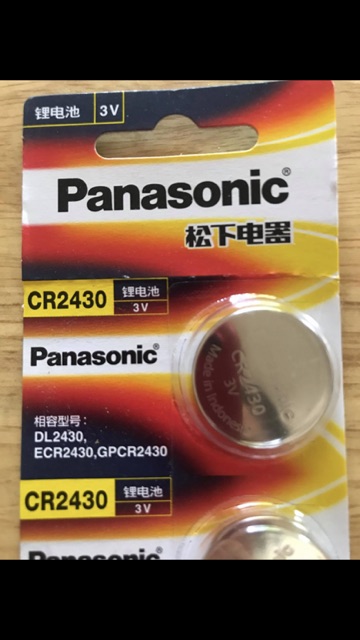 锂电池 3V
Panasonic®
松下电器
CR2430 锂电池 3V
Panasonic®
相容型号:
DL2430,
ECR2430,GPCR2430
CR2430
3V
Made in Indonesia
CR2430 锂电池 3V
Panasonic